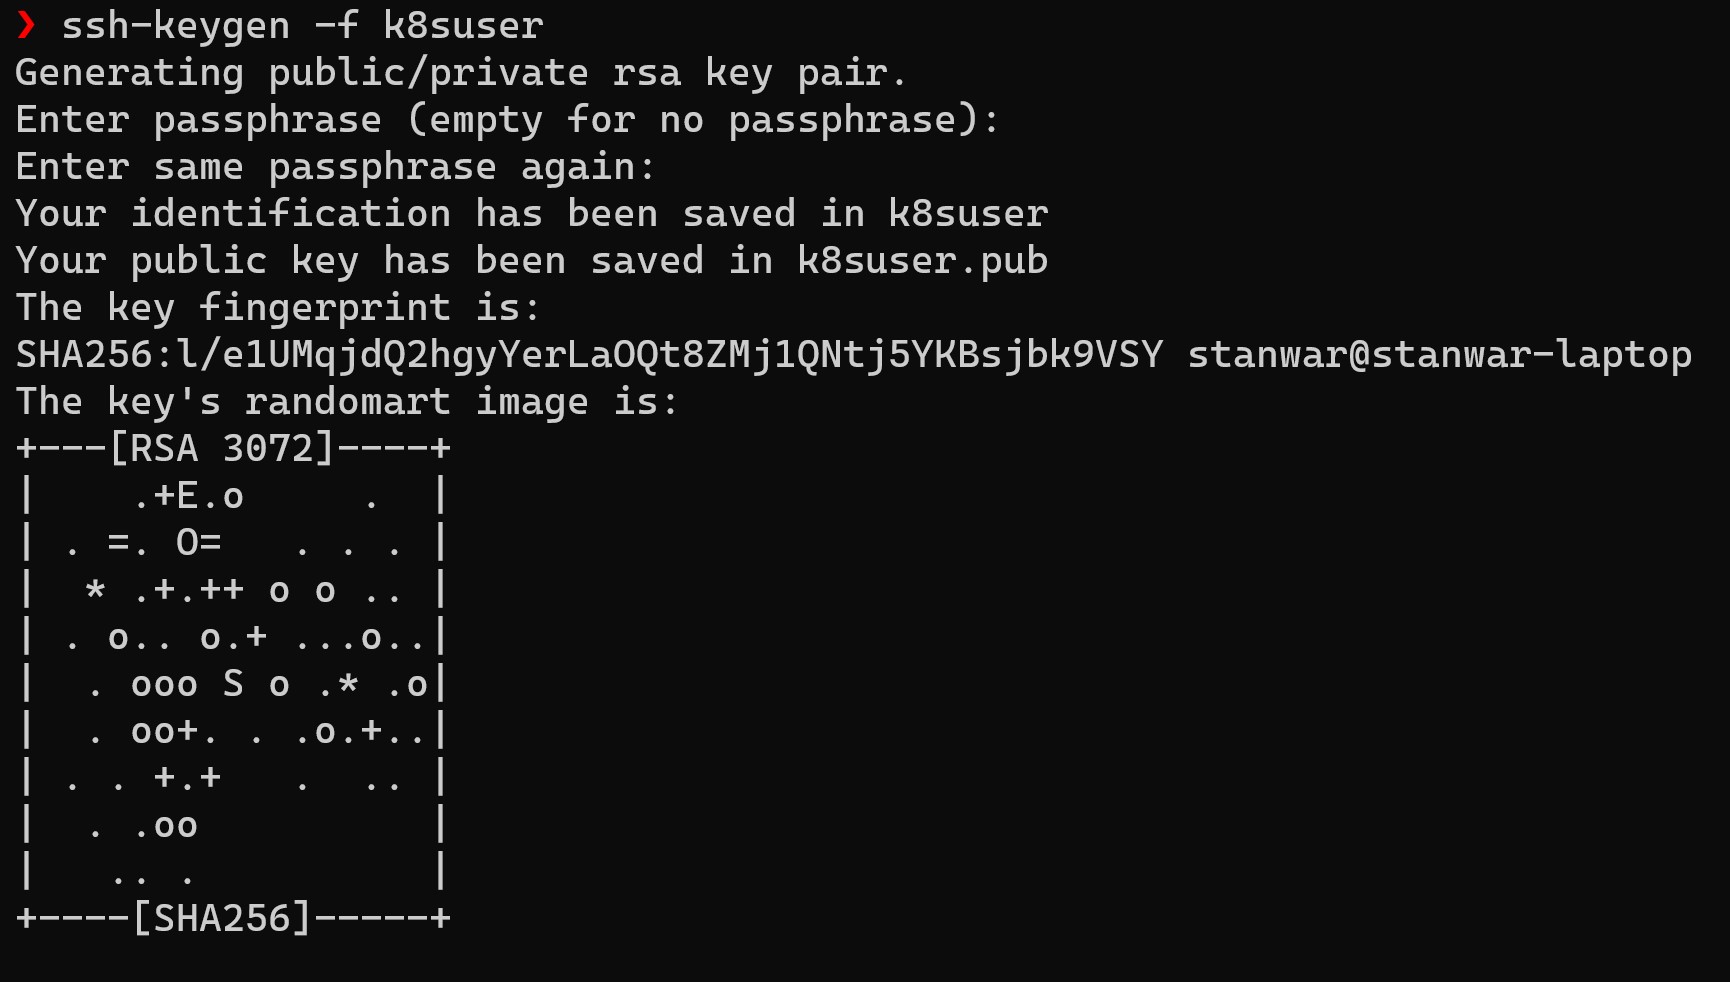 ❯ ssh-keygen -f k8suser
Generating public/private rsa key pair.
Enter passphrase (empty for no passphrase):
Enter same passphrase again:
Your identification has been saved in k8suser
Your public key has been saved in k8suser.pub
The key fingerprint is:
SHA256:l/e1UMqjdQ2hgyYerLaOQt8ZMj1QNtj5YKBsjbk9VSY stanwar@stanwar-laptop
The key's randomart image is:
+---[RSA 3072]----+
|    .+E.o     .  |
| . =. O=   . . . |
|  * .+.++ o o .. |
| . o.. o.+ ...o..|
|  . ooo S o .* .o|
|  . oo+. . .o.+..|
| . . +.+   .  .. |
|  . .oo          |
|   .. .          |
+----[SHA256]-----+